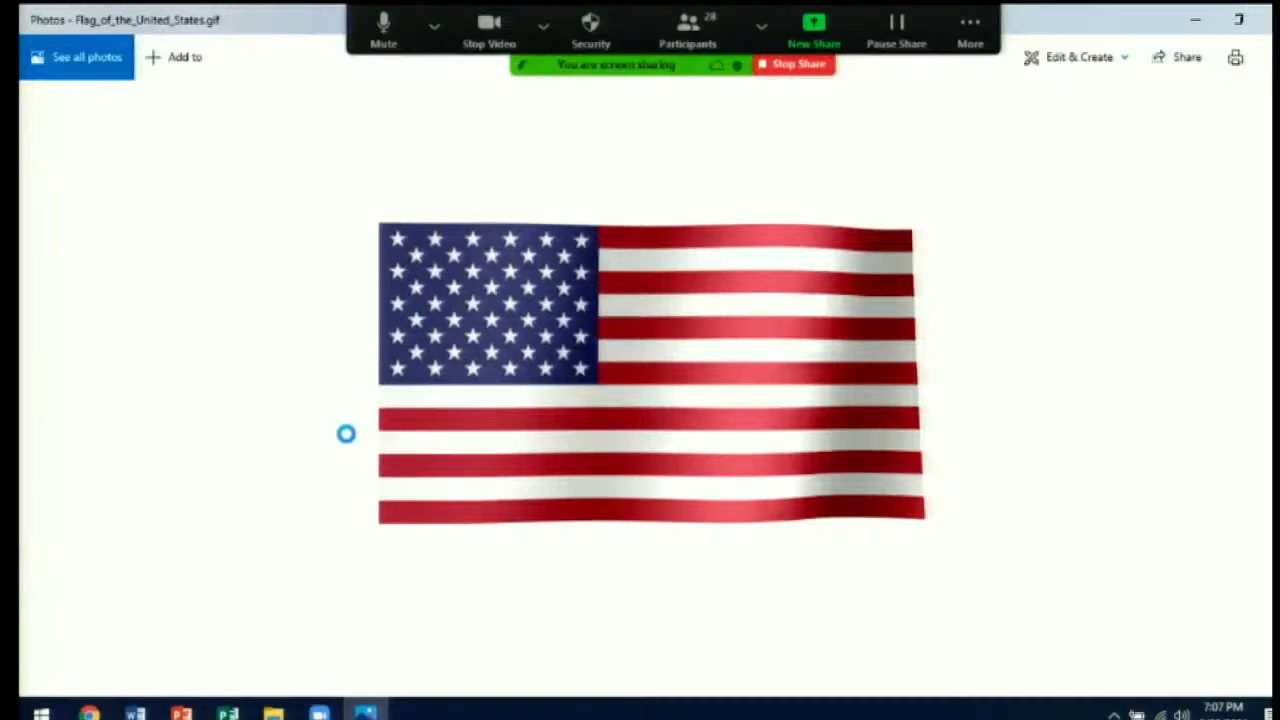 Photos - Flag_of_the_United_States.gif
Mute
Stop Video
Security
Participants
28
New Share
Pause Share
More
You are screen sharing
Stop Share
See all photos
Add to
Edit & Create
Share
7:07 PM